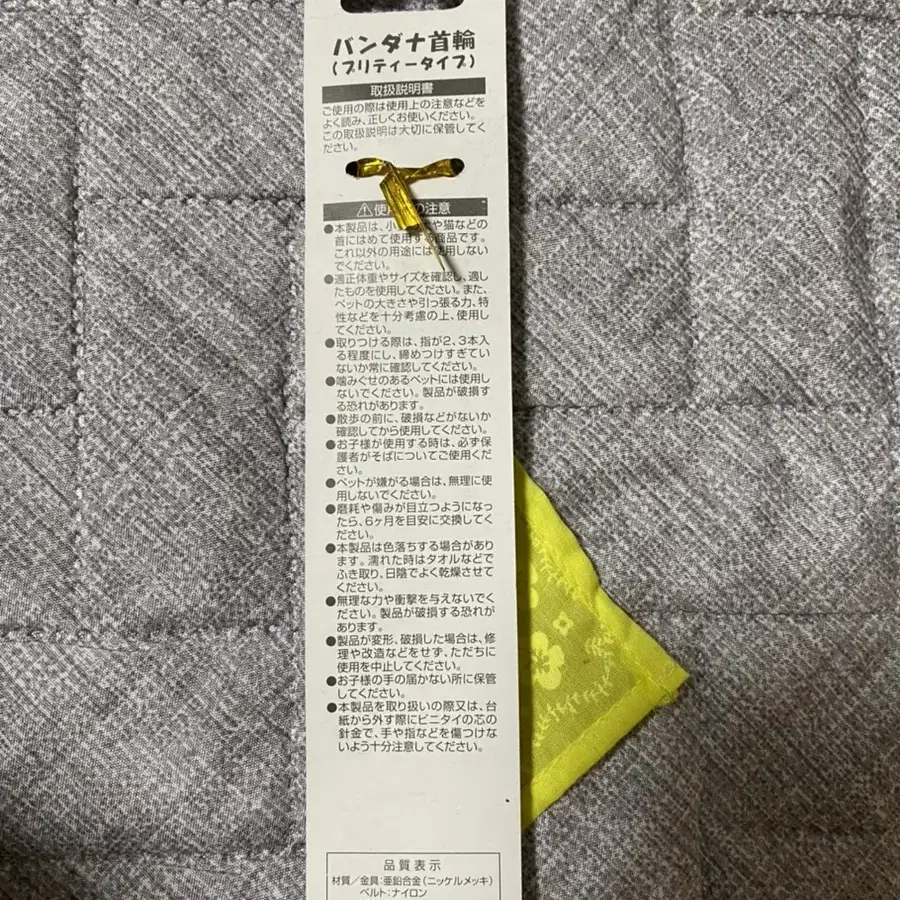 バンダナ首輪
(プリティータイプ)
取扱説明書
ご使用の際は使用上の注意などを
よく読み、正しくお使いください。
この取扱説明は大切に保管してく
ださい。
⚠使 の注意
●本製品は、小 や猫などの
首にはめて使用する商品です。
これ以外の用途には使用しない
でください。
●適正体重やサイズを確認し、適し
たものを使用してください。また、
ペットの大きさや引っ張る力、特
性などを十分考慮の上、使用し
てください。
●取りつける際は、指が2、3本入
る程度にし、締めつけすぎてい
ないか常に確認してください。
●噛みぐせのあるペットには使用し
ないでください。製品が破損す
る恐れがあります。
●散歩の前に、破損などがないか
確認してから使用してください。
●お子様が使用する時は、必ず保
護者がそばについてご使用くだ
さい。
●ペットが嫌がる場合は、無理に使
用しないでください。
●磨耗や傷みが目立つようになっ
たら、6ヶ月を目安に交換してく
ださい。
●本製品は色落ちする場合があり
ます。濡れた時はタオルなどで
ふき取り、日陰でよく乾燥させて
ください。
●無理な力や衝撃を与えないでく
ださい。製品が破損する恐れが
あります。
●製品が変形、破損した場合は、修
理や改造などをせず、ただちに
使用を中止してください。
●お子様の手の届かない所に保管
してください。
●本製品を取り扱いの際又は、台
紙から外す際にビニタイの芯の
針金で、手や指などを傷つけな
いよう十分注意してください。
品質表示
材質/金具:亜鉛合金(ニッケルメッキ)
ベルト:ナイロン